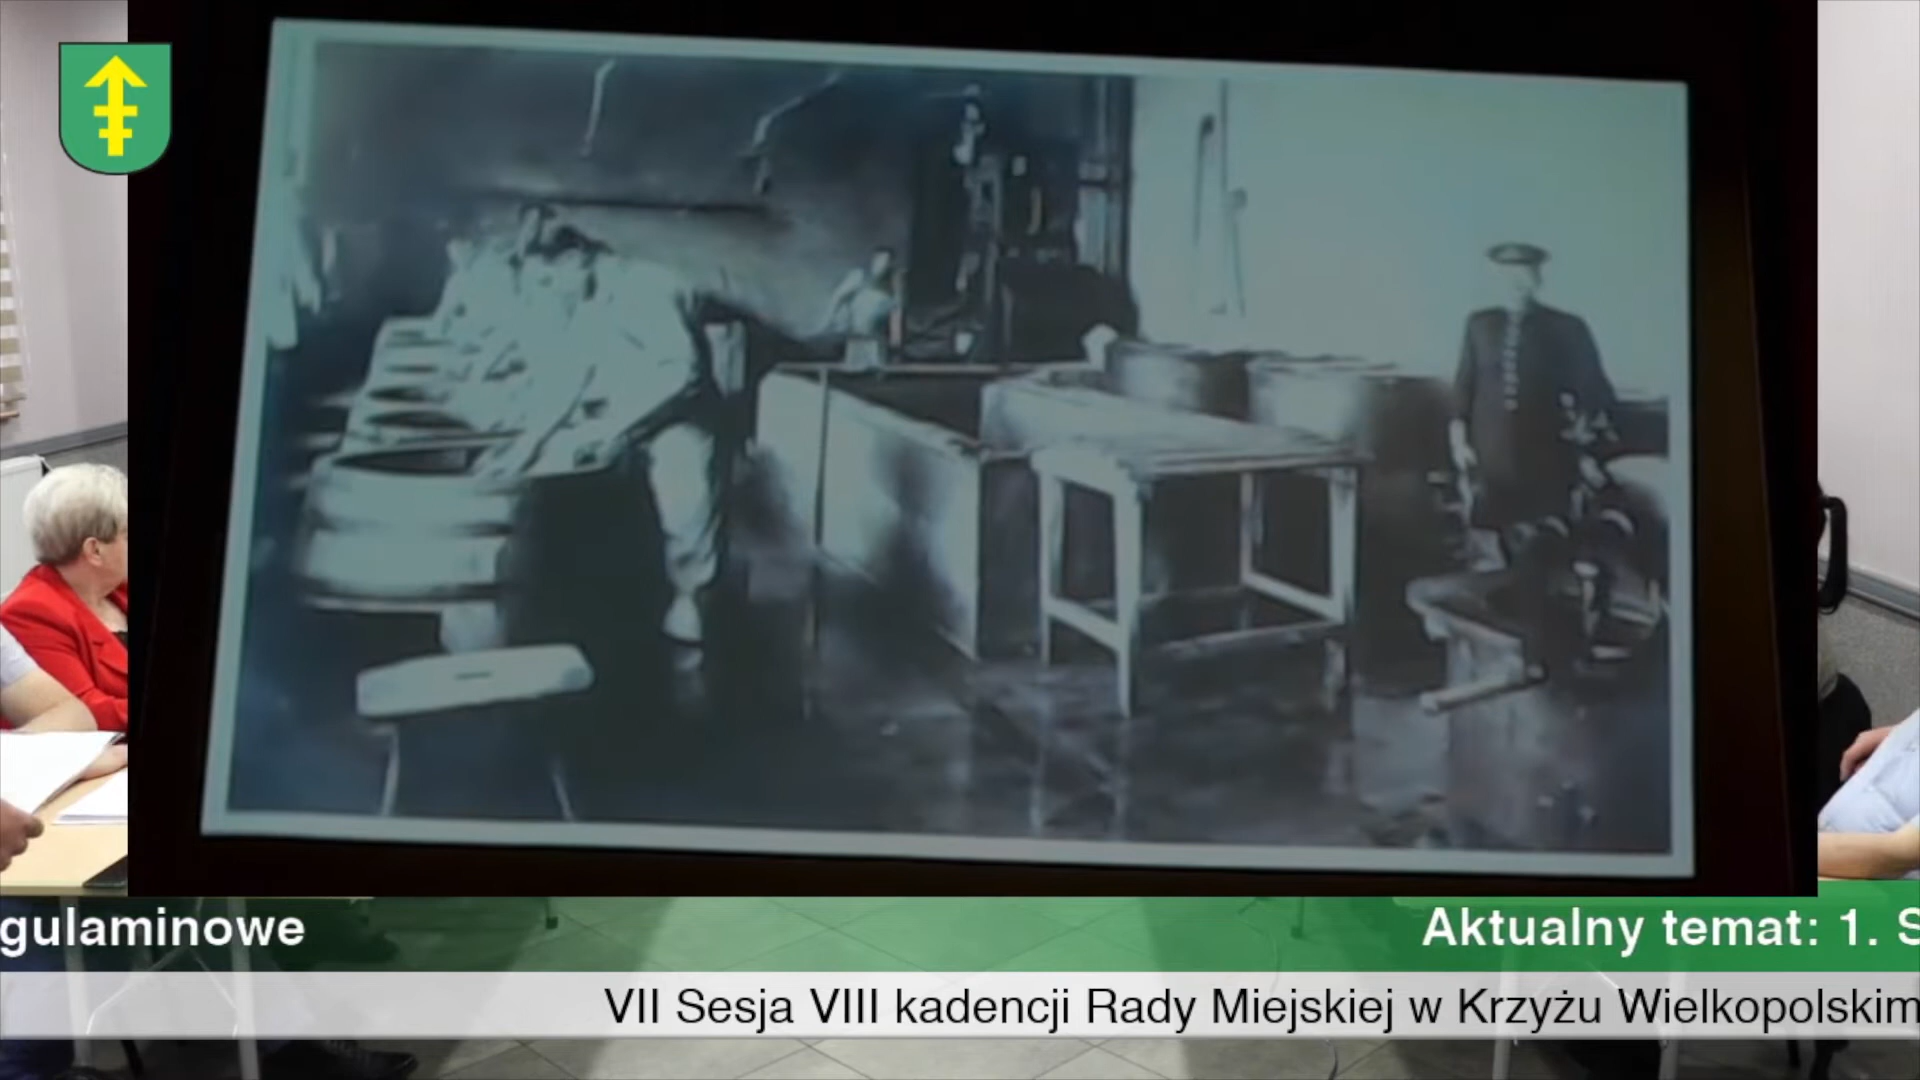 gulaminowe Aktualny temat: 1. S
VII Sesja VIII kadencji Rady Miejskiej w Krzyżu Wielkopolskim